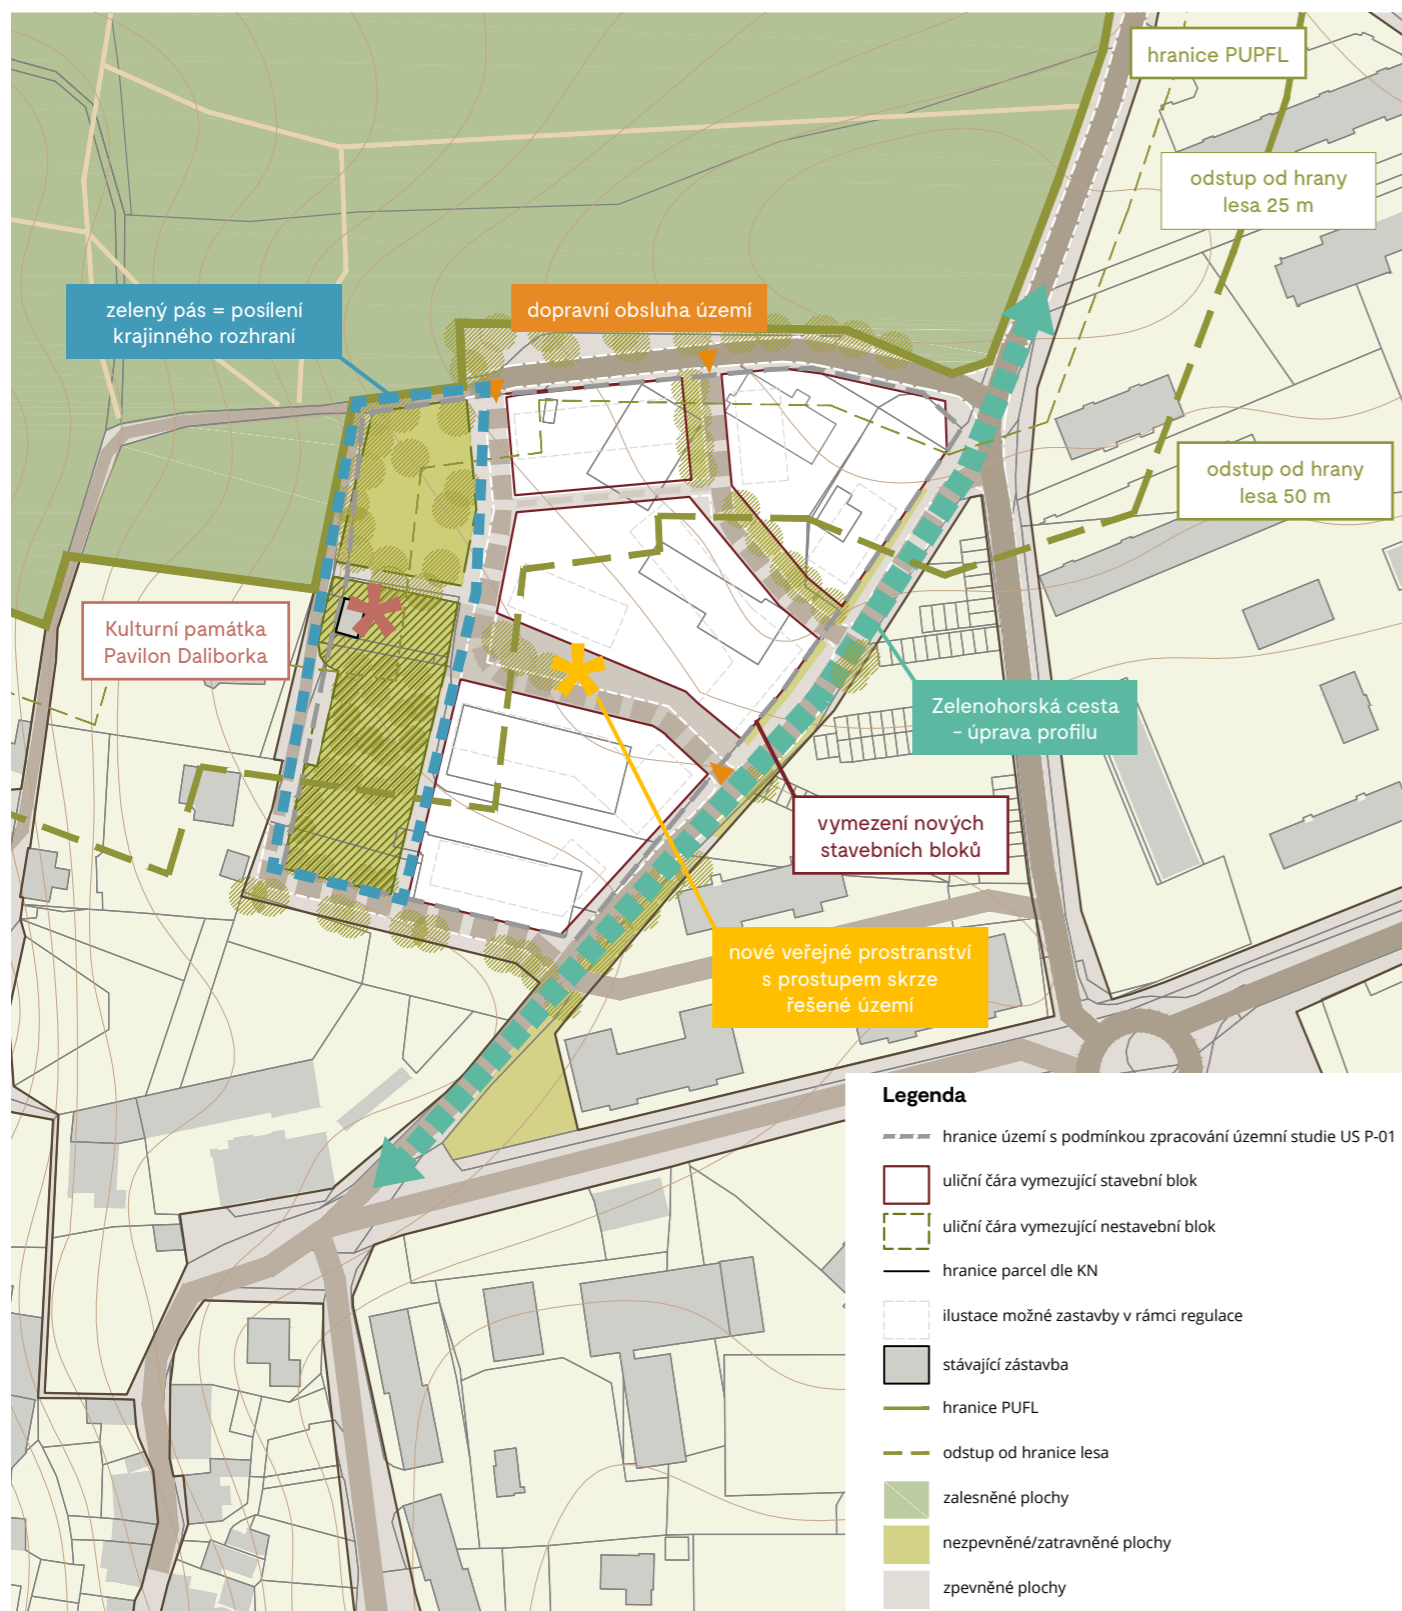 hranice PUPFL
odstup od hrany
lesa 25 m
zelený pás = posílení
krajinného rozhraní
dopravní obsluha území
odstup od hrany
lesa 50 m
Kulturní památka
Pavilon Daliborka
Zelenohorská cesta
- úprava profilu
vymezení nových
stavebních bloků
nové veřejné prostranství
s prostupem skrze
řešené území
Legenda
hranice území s podmínkou zpracování územní studie US P-01
uliční čára vymezující stavební blok
uliční čára vymezující nestavební blok
hranice parcel dle KN
ilustace možné zastavby v rámci regulace
stávající zástavba
hranice PUFL
odstup od hranice lesa
zalesněné plochy
nezpevněné/zatravněné plochy
zpevněné plochy